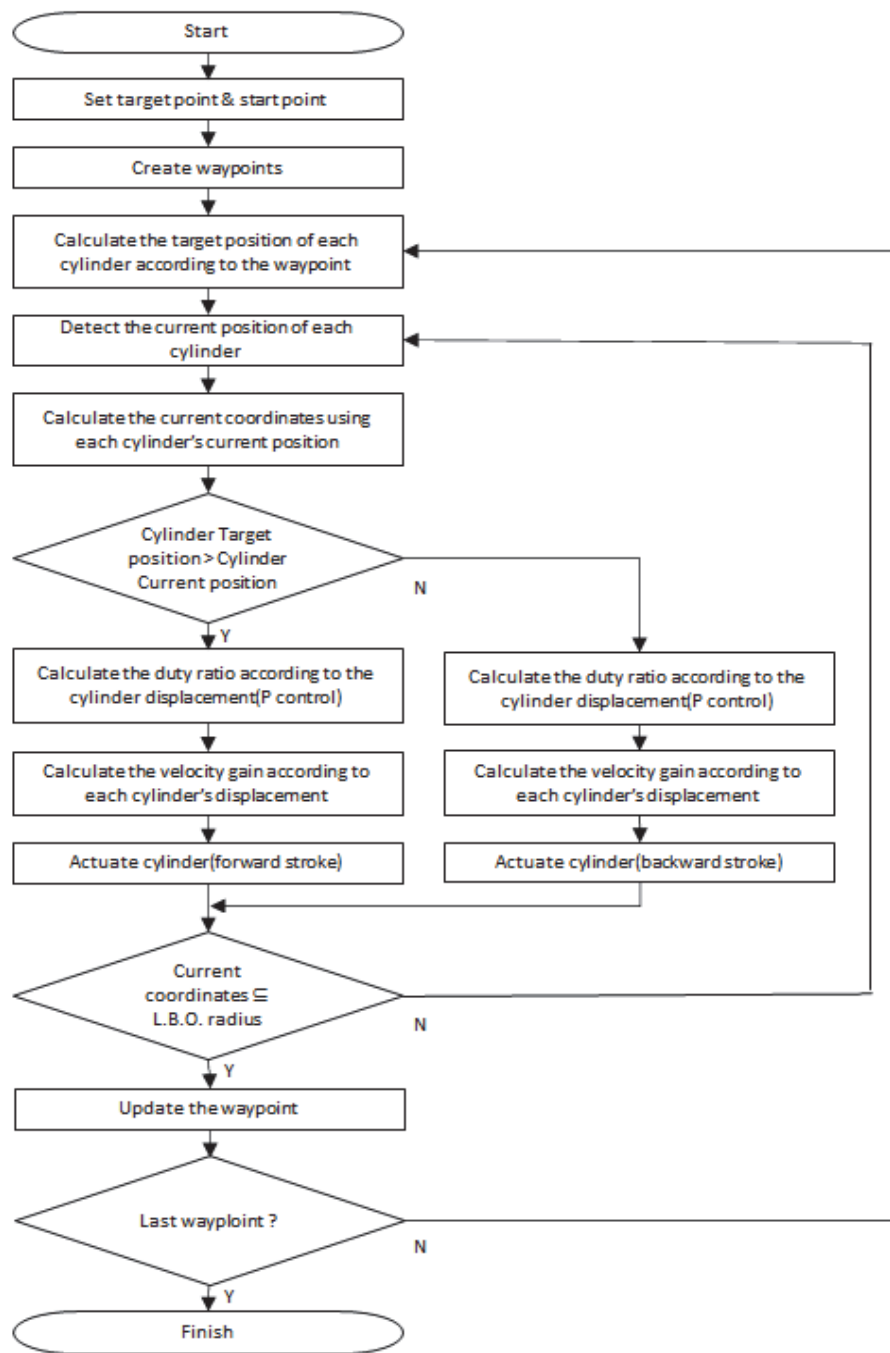 Start
Set target point & start point
Create waypoints
Calculate the target position of each
cylinder according to the waypoint
Detect the current position of each
cylinder
Calculate the current coordinates using
each cylinder's current position
Cylinder Target
position > Cylinder
Current position
N
Y
Calculate the duty ratio according to the
cylinder displacement(P control)
Calculate the velocity gain according to
each cylinder's displacement
Actuate cylinder(forward stroke)
Calculate the duty ratio according to the
cylinder displacement(P control)
Calculate the velocity gain according to
each cylinder's displacement
Actuate cylinder(backward stroke)
Current
coordinates ⊆
L.B.O. radius
N
Y
Update the waypoint
Last wayploint ?
N
Y
Finish